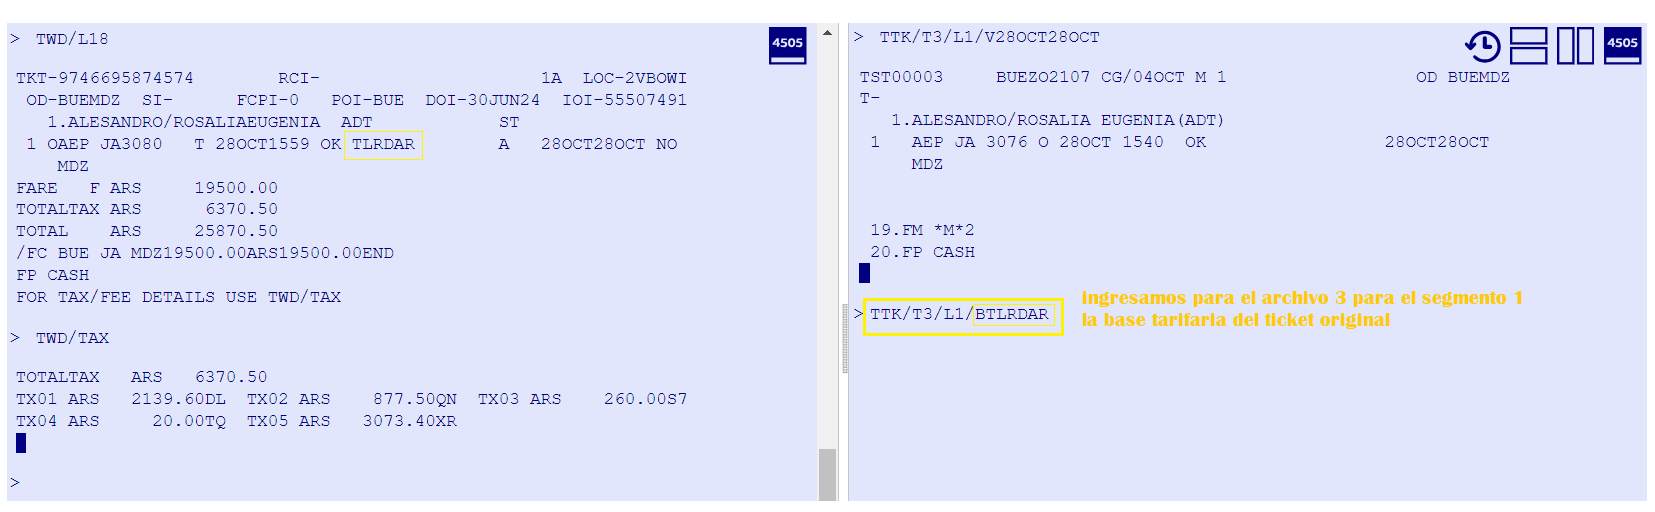 > TWD/L18
4505
TKT-9746695874574 RCI- 1A LOC-2VBOWI
OD-BUEMDZ SI- FCPI-0 POI-BUE DOI-30JUN24 IOI-55507491
1.ALESANDRO/ROSALIAEUGENIA ADT ST
1 OAEP JA3080 T 28OCT1559 OK TLRDAR A 28OCT28OCT NO
MDZ
FARE F ARS 19500.00
TOTALTAX ARS 6370.50
TOTAL ARS 25870.50
/FC BUE JA MDZ19500.00ARS19500.00END
FP CASH
FOR TAX/FEE DETAILS USE TWD/TAX
> TWD/TAX
TOTALTAX ARS 6370.50
TX01 ARS 2139.60DL TX02 ARS 877.50QN TX03 ARS 260.00S7
TX04 ARS 20.00TQ TX05 ARS 3073.40XR
>
> TTK/T3/L1/V28OCT28OCT
4505
TST00003 BUEZO2107 CG/04OCT M 1 OD BUEMDZ
T-
1.ALESANDRO/ROSALIA EUGENIA(ADT)
1 AEP JA 3076 O 28OCT 1540 OK 28OCT28OCT
MDZ
19.FM *M*2
20.FP CASH
> TTK/T3/L1/BTLRDAR
Ingresamos para el archivo 3 para el segmento 1
la base tarifaria del ticket original